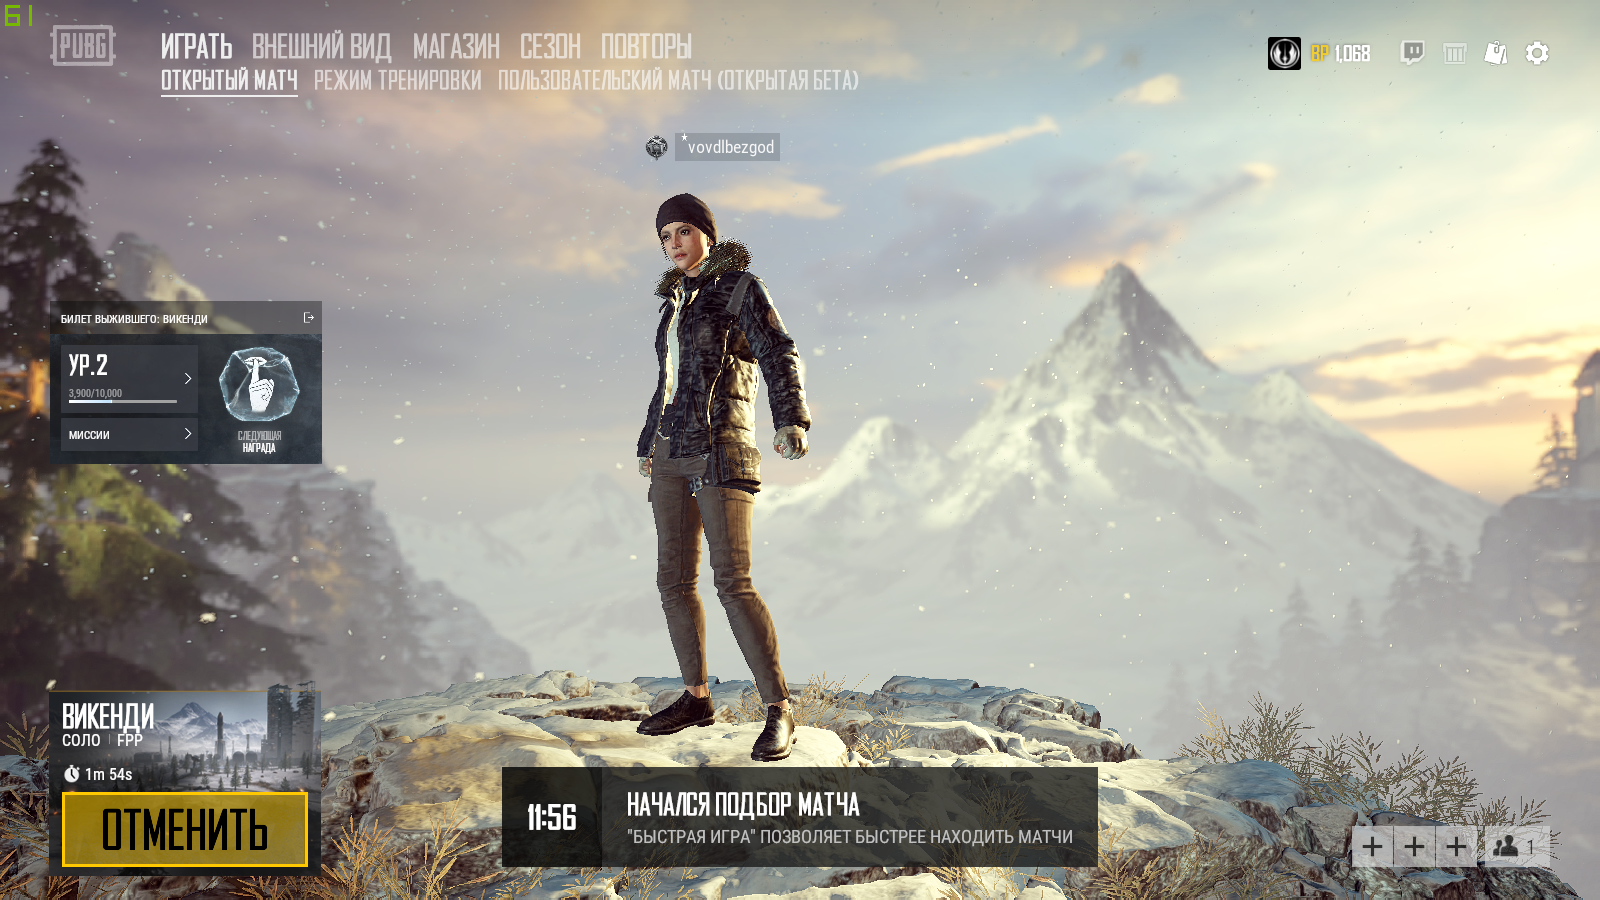 61
PUBG
ИГРАТЬ ВНЕШНИЙ ВИД МАГАЗИН СЕЗОН ПОВТОРЫ
BP 1,068
ОТКРЫТЫЙ МАТЧ РЕЖИМ ТРЕНИРОВКИ ПОЛЬЗОВАТЕЛЬСКИЙ МАТЧ (ОТКРЫТАЯ БЕТА)
vovdlbezgod
БИЛЕТ ВЫЖИВШЕГО: ВИКЕНДИ
УР.2
3,900/10,000
МИССИИ
СЛЕДУЮЩАЯ
НАГРАДА
ВИКЕНДИ
СОЛО FPP
1m 54s
ОТМЕНИТЬ
11:56
НАЧАЛСЯ ПОДБОР МАТЧА
"БЫСТРАЯ ИГРА" ПОЗВОЛЯЕТ БЫСТРЕЕ НАХОДИТЬ МАТЧИ
1